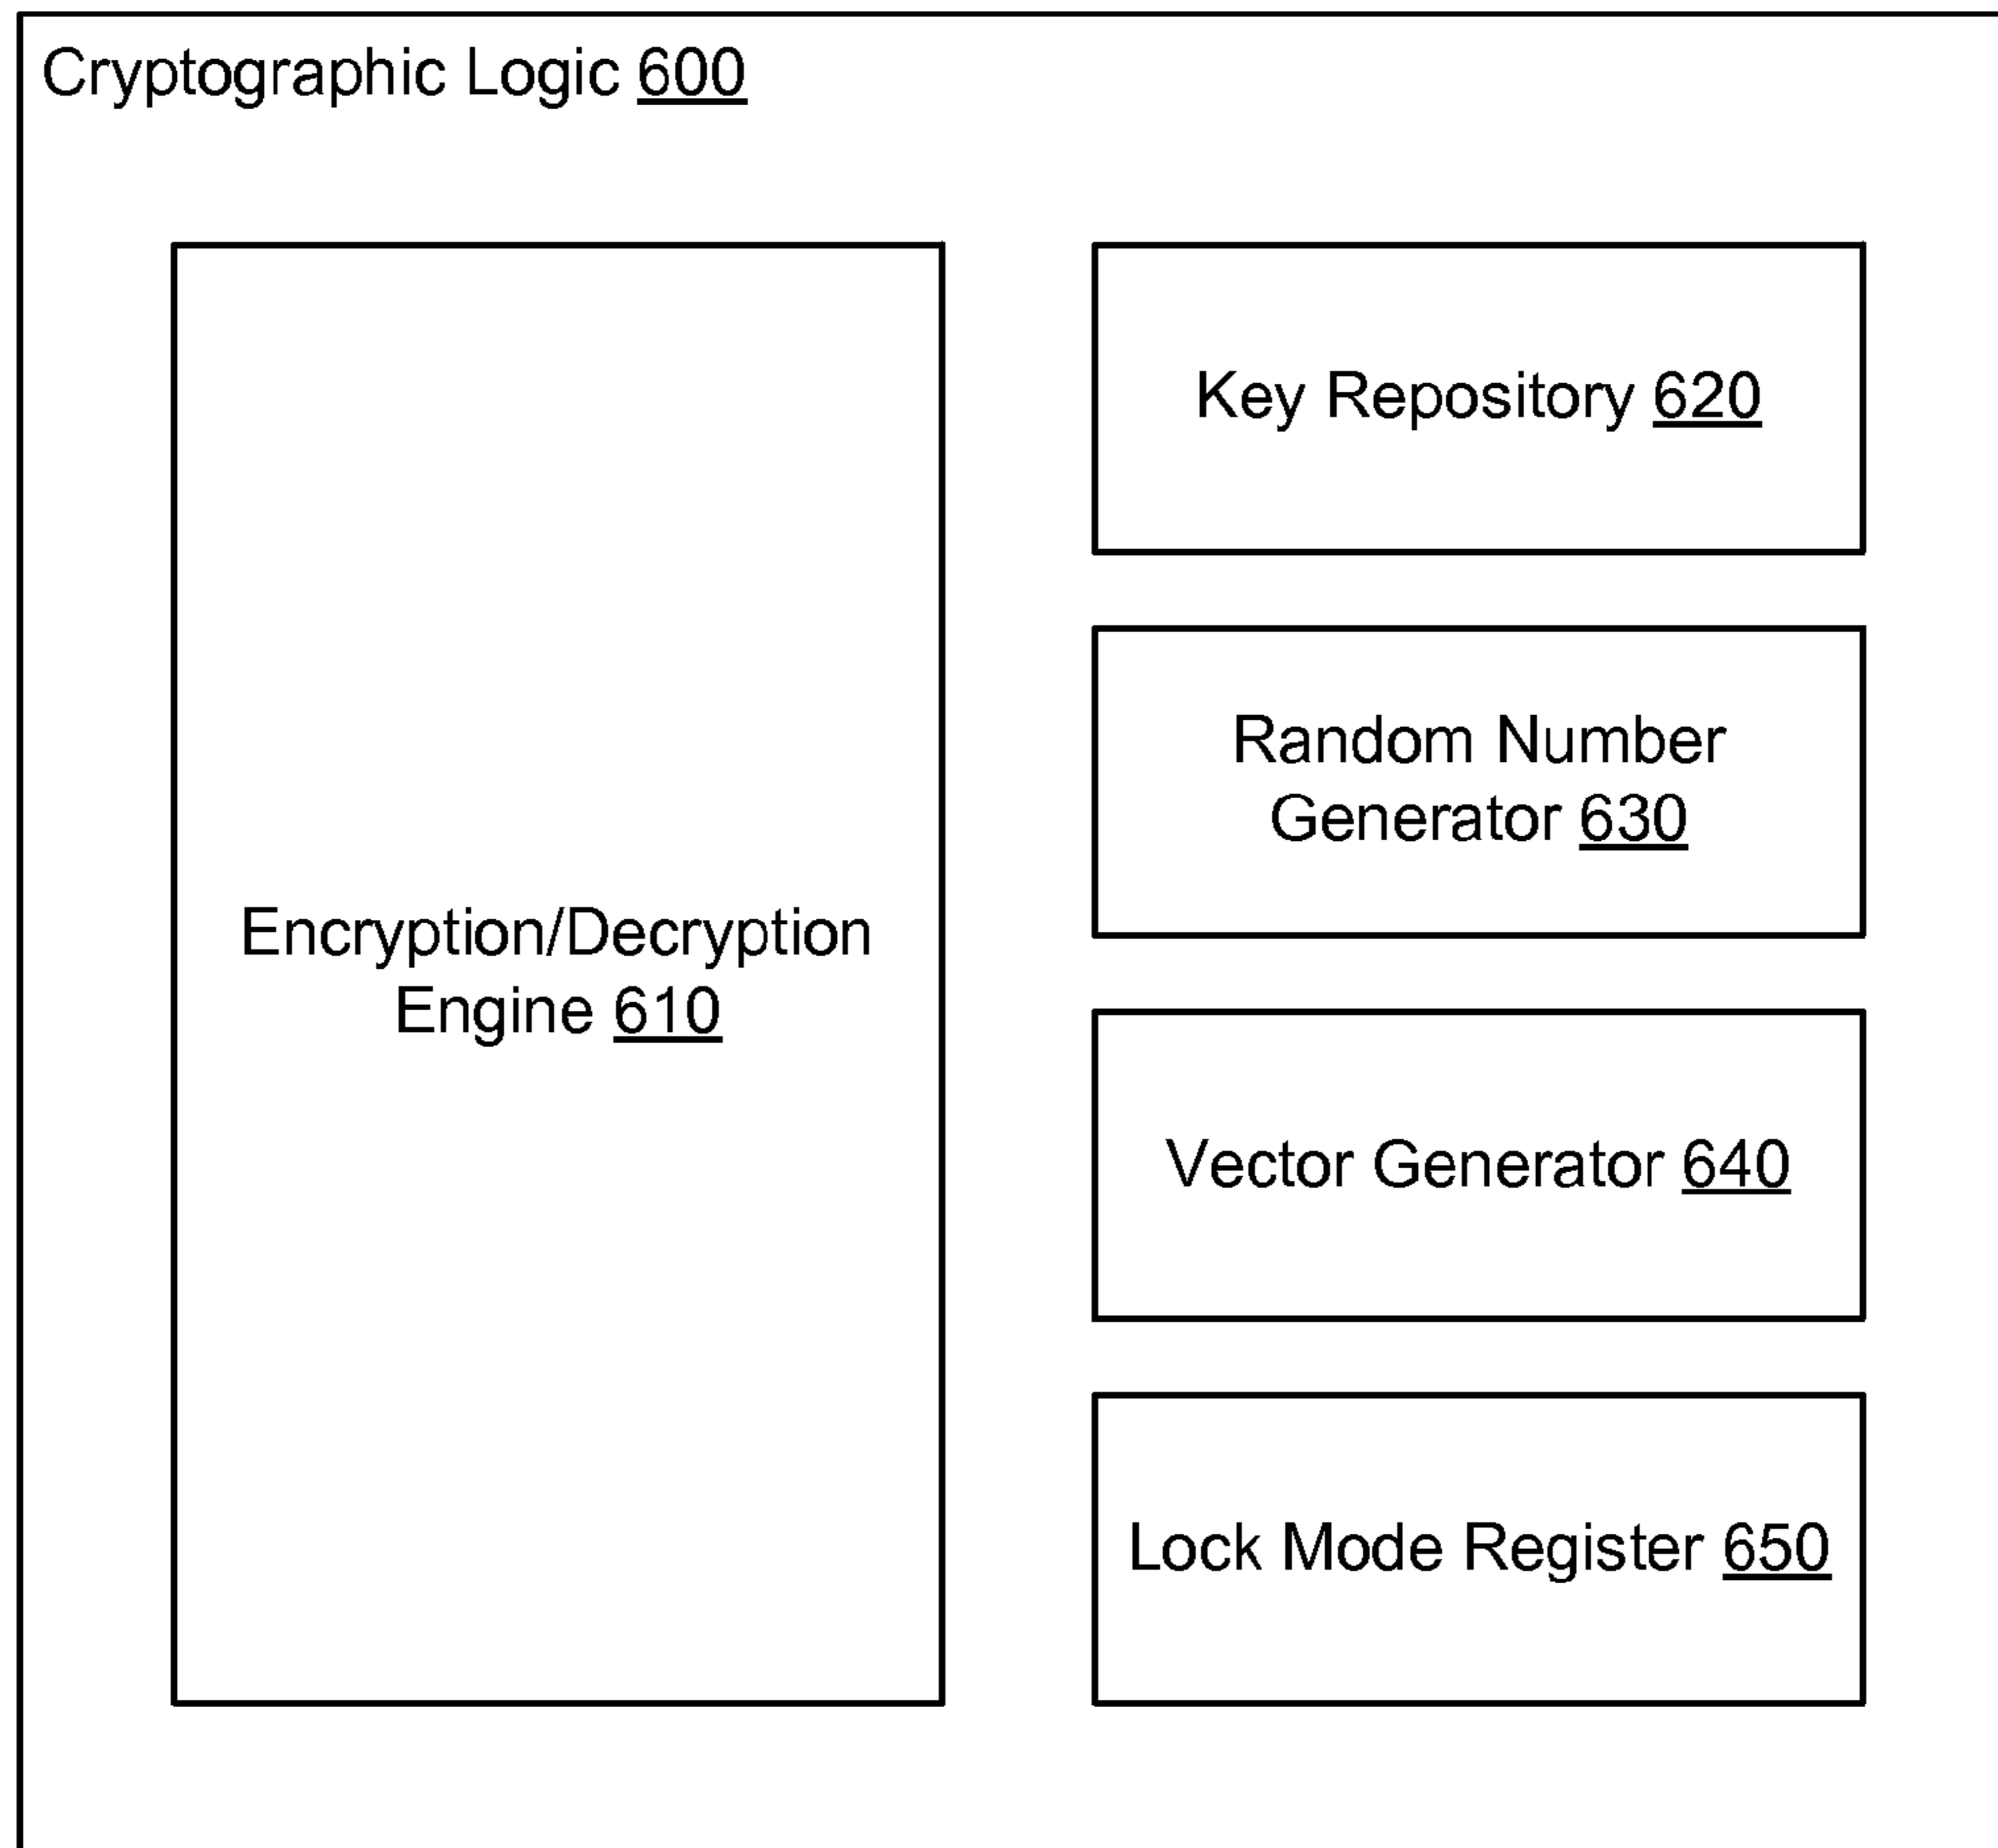 Cryptographic Logic 600
Encryption/Decryption
Engine 610
Key Repository 620
Random Number
Generator 630
Vector Generator 640
Lock Mode Register 650